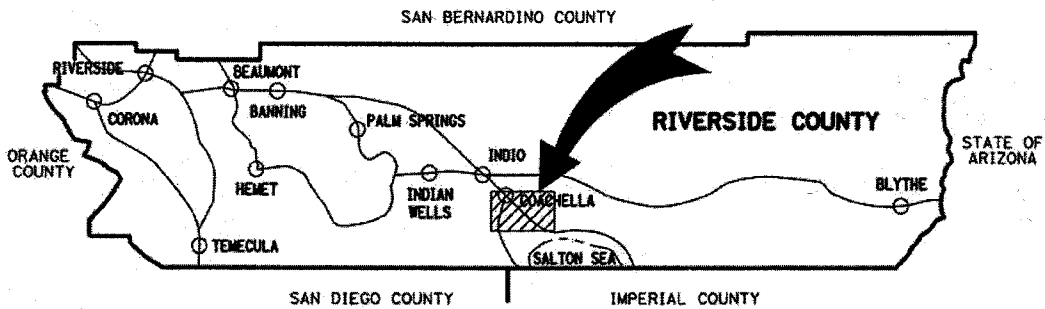 SAN BERNARDINO COUNTY
RIVERSIDE
BEAUMONT
BANNING
CORONA
PALM SPRINGS
RIVERSIDE COUNTY
ORANGE
COUNTY
STATE OF
ARIZONA
INDIO
HEMET
INDIAN
WELLS
COACHELLA
BLYTHE
TEMECULA
SALTON SEA
SAN DIEGO COUNTY
IMPERIAL COUNTY